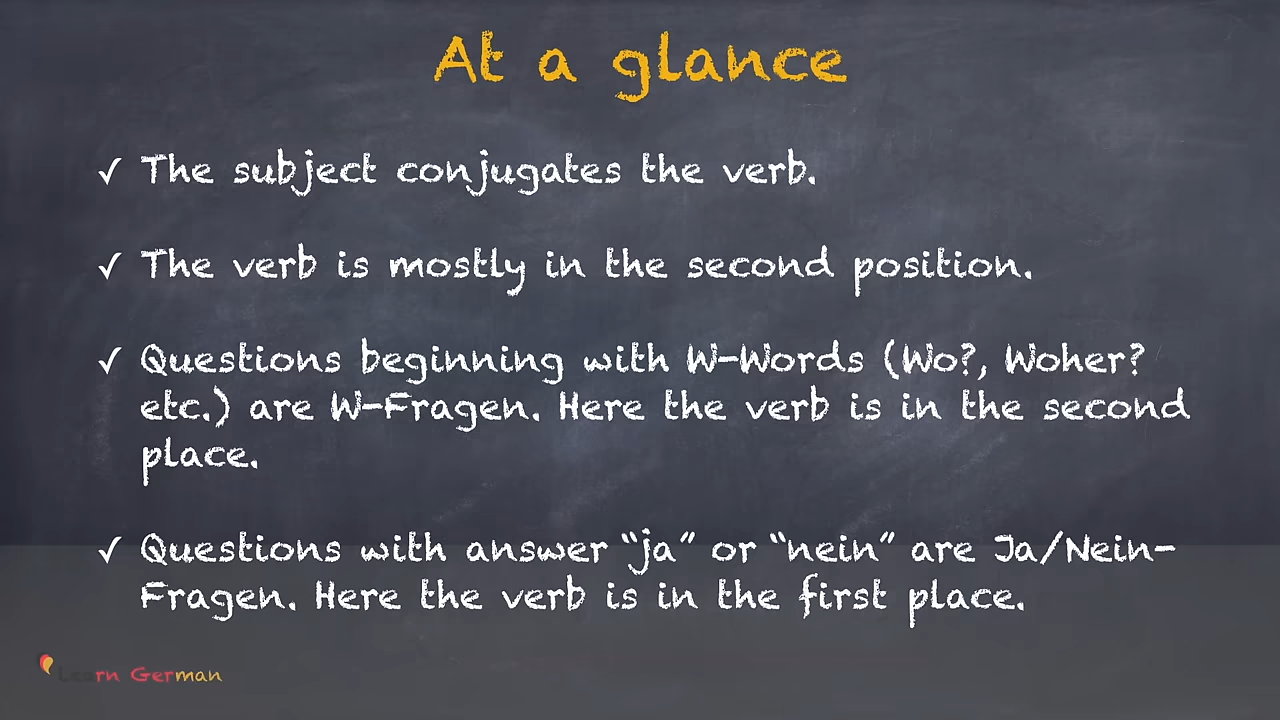 At a glance
✓ The subject conjugates the verb.
✓ The verb is mostly in the second position.
✓ Questions beginning with W-Words (Wo?, Woher?
etc.) are W-Fragen. Here the verb is in the second
place.
✓ Questions with answer “ja” or “nein” are Ja/Nein-
Fragen. Here the verb is in the first place.
Learn German